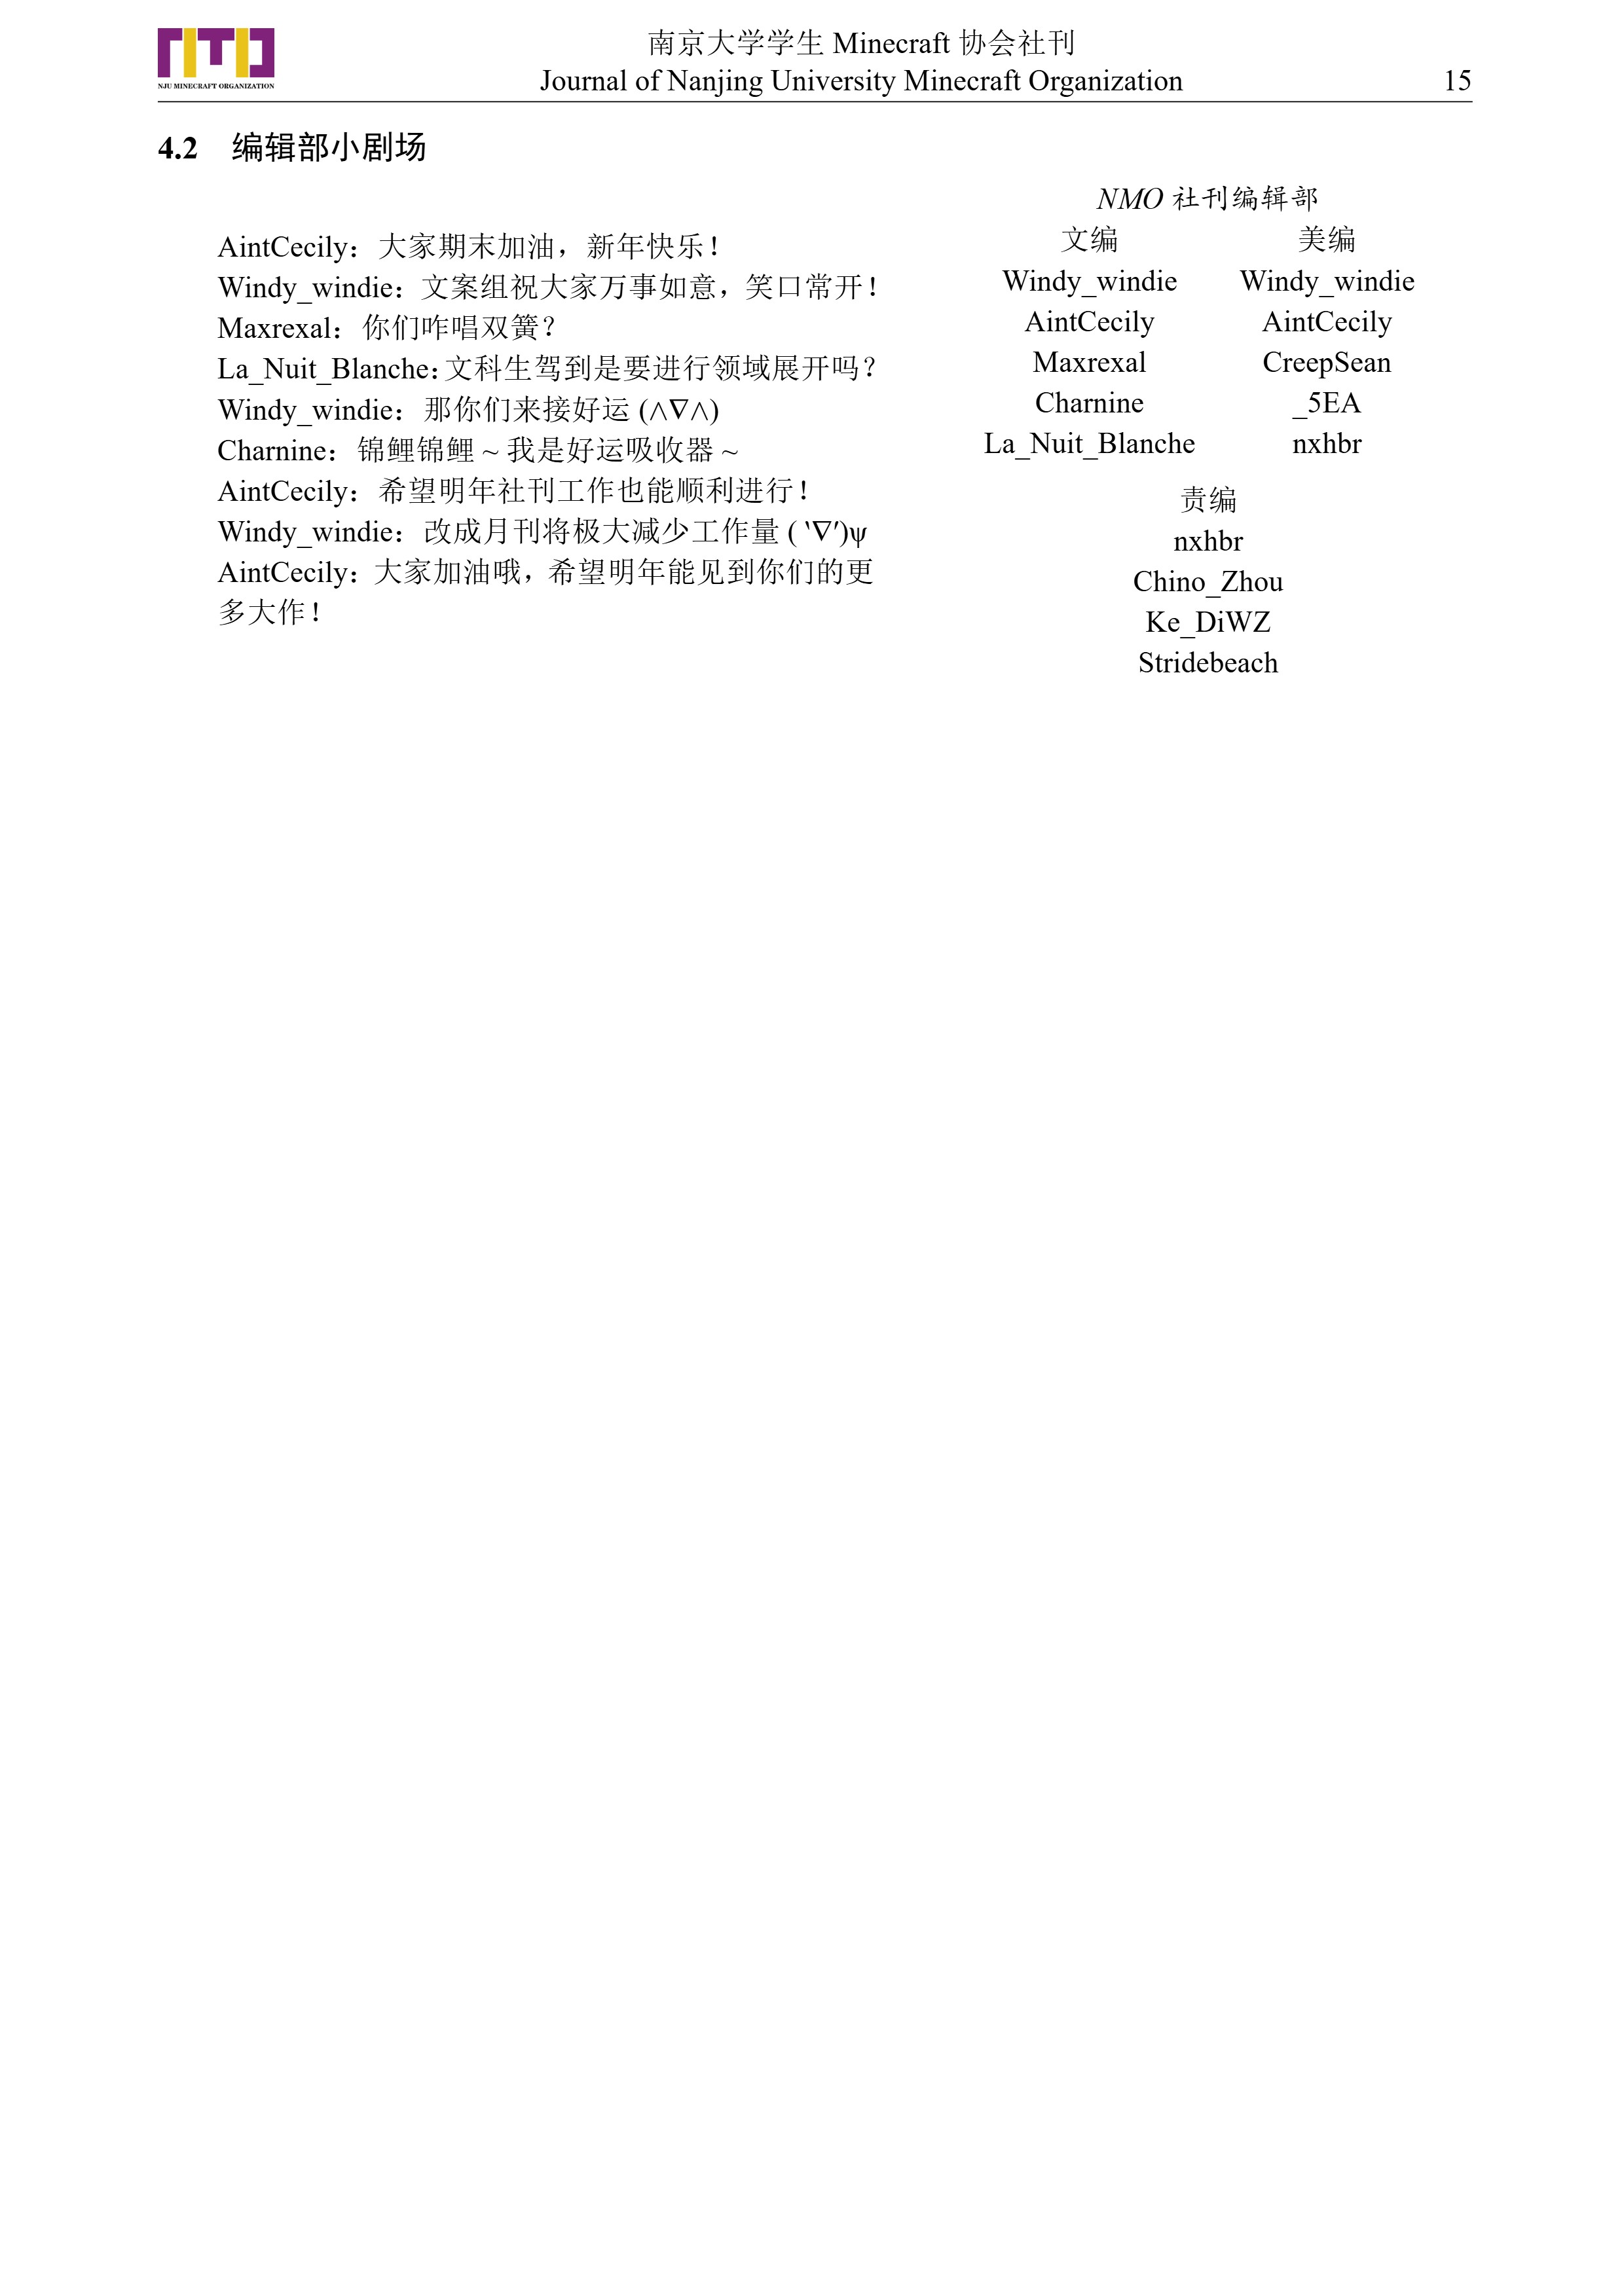 NJU MINECRAFT ORGANIZATION
南京大学学生 Minecraft 协会社刊
Journal of Nanjing University Minecraft Organization
15
4.2 编辑部小剧场
AintCecily：大家期末加油，新年快乐！
Windy_windie：文案组祝大家万事如意，笑口常开！
Maxrexal：你们咋唱双簧？
La_Nuit_Blanche：文科生驾到是要进行领域展开吗？
Windy_windie：那你们来接好运 (∧∇∧)
Charnine：锦鲤锦鲤 ~ 我是好运吸收器 ~
AintCecily：希望明年社刊工作也能顺利进行！
Windy_windie：改成月刊将极大减少工作量 ( ‵∇′)ψ
AintCecily：大家加油哦，希望明年能见到你们的更
多大作！
NMO 社刊编辑部
文编 美编
Windy_windie Windy_windie
AintCecily AintCecily
Maxrexal CreepSean
Charnine _5EA
La_Nuit_Blanche nxhbr
责编
nxhbr
Chino_Zhou
Ke_DiWZ
Stridebeach